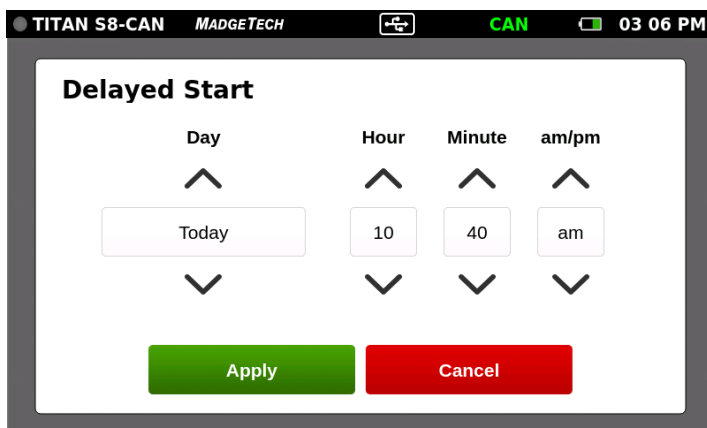 TITAN S8-CAN MADGETECH CAN 03 06 PM
Delayed Start
Day Hour Minute am/pm
Today 10 40 am
Apply Cancel